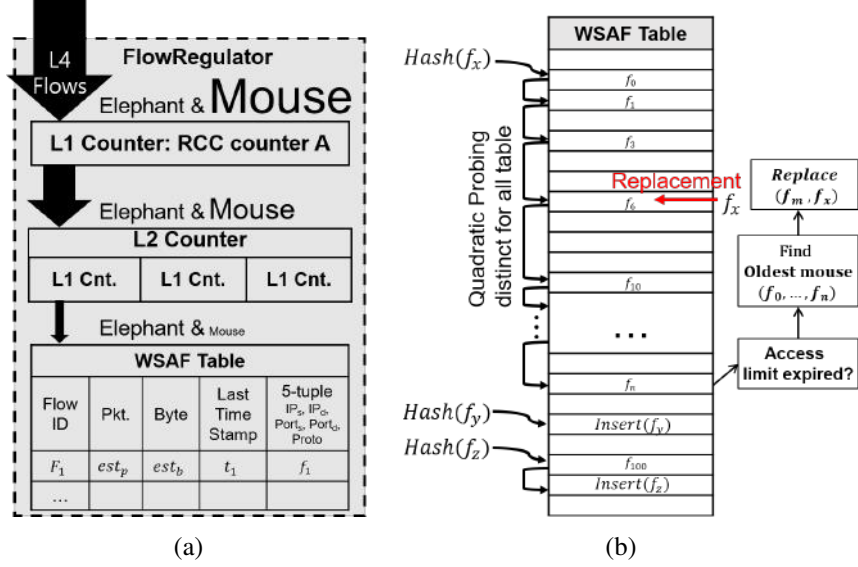 L4
Flows
FlowRegulator
Elephant & Mouse
L1 Counter: RCC counter A
Elephant & Mouse
L2 Counter
L1 Cnt. L1 Cnt. L1 Cnt.
Elephant & Mouse
WSAF Table
Flow
ID
Pkt.
Byte
Last
Time
Stamp
5-tuple
IPs, IPd,
Ports, Portd,
Proto
F1 estp estb t1 f1
...
(a)
WSAF Table
Hash(fx)
f0
f1
f3
f6
f10
...
fn
Quadratic Probing
distinct for all table
Replacement
fx
Replace
(fm, fx)
Find
Oldest mouse
(f0, ..., fn)
Access
limit expired?
Hash(fy)
Insert(fy)
Hash(fz)
f100
Insert(fz)
(b)